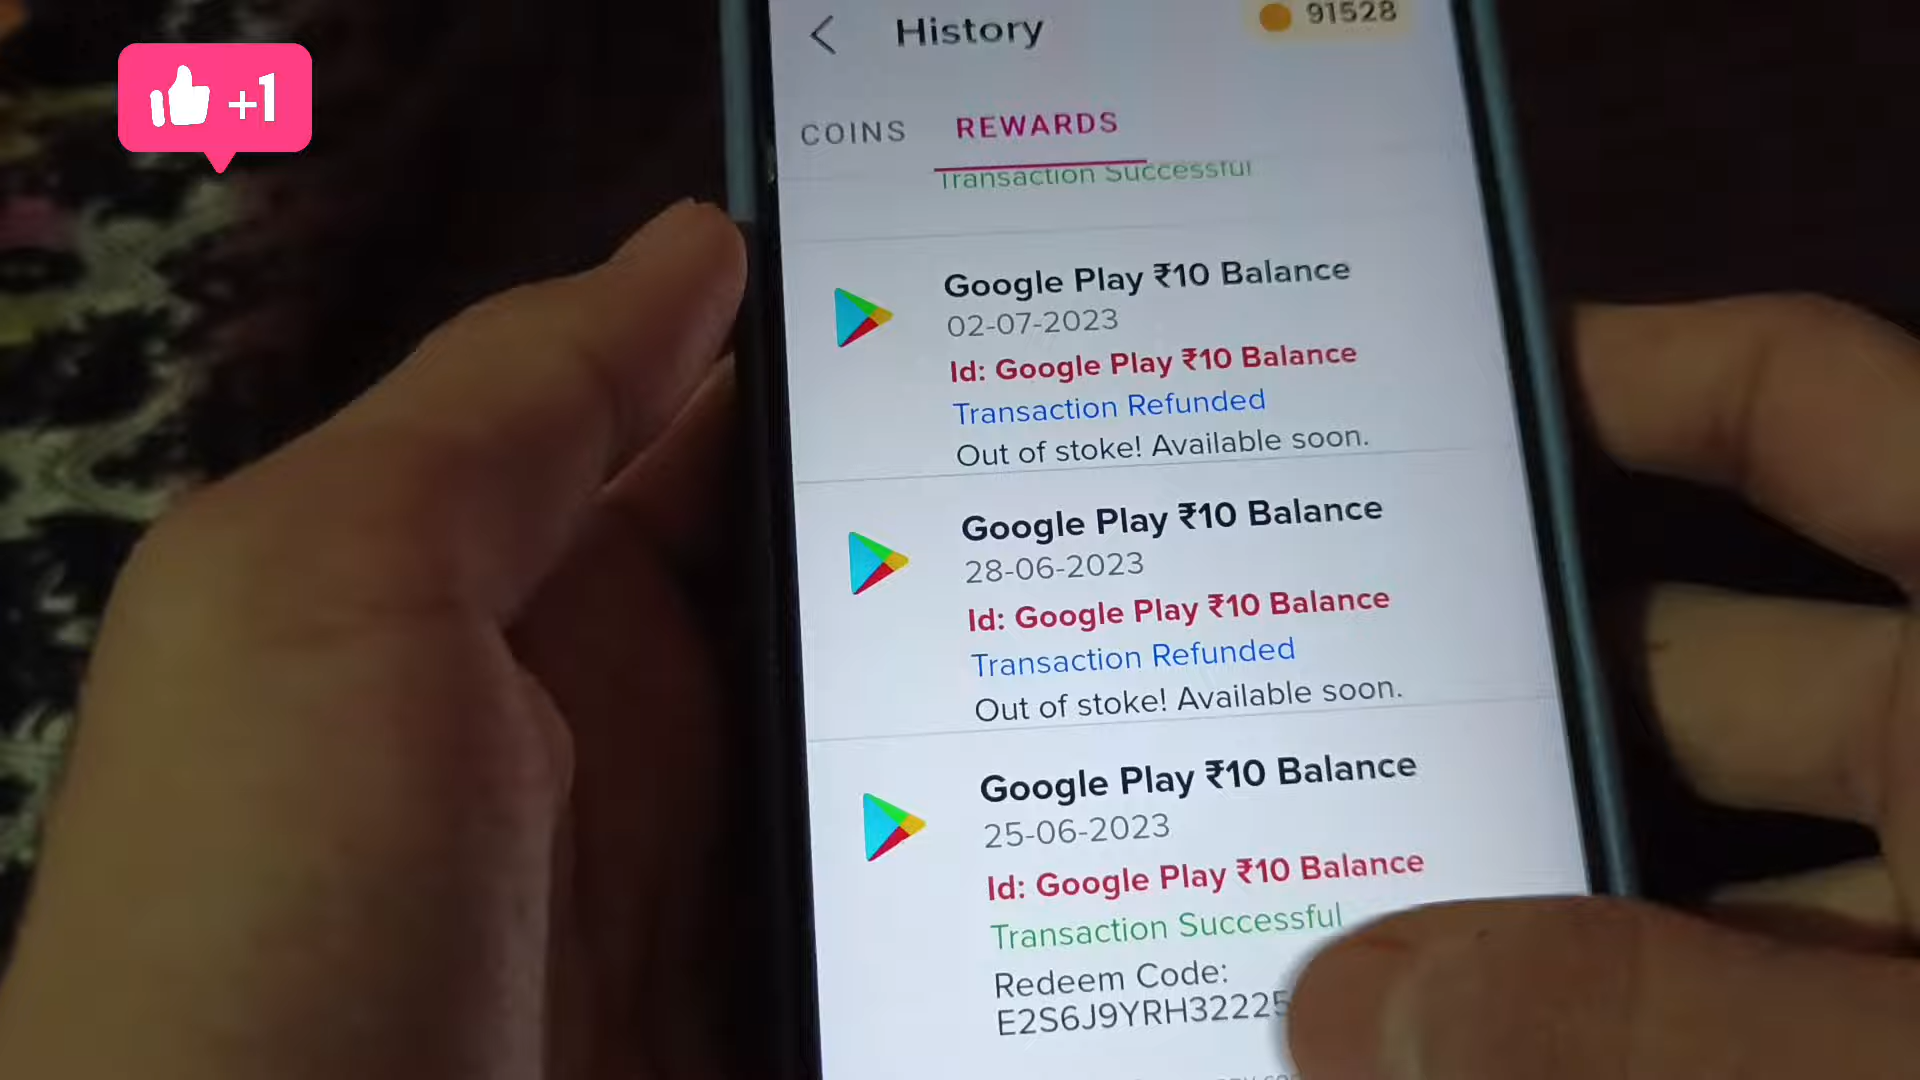 +1
History
91528
COINS
REWARDS
Transaction Successful
Google Play ₹10 Balance
02-07-2023
Id: Google Play ₹10 Balance
Transaction Refunded
Out of stoke! Available soon.
Google Play ₹10 Balance
28-06-2023
Id: Google Play ₹10 Balance
Transaction Refunded
Out of stoke! Available soon.
Google Play ₹10 Balance
25-06-2023
Id: Google Play ₹10 Balance
Transaction Successful
Redeem Code:
E2S6J9YRH32225